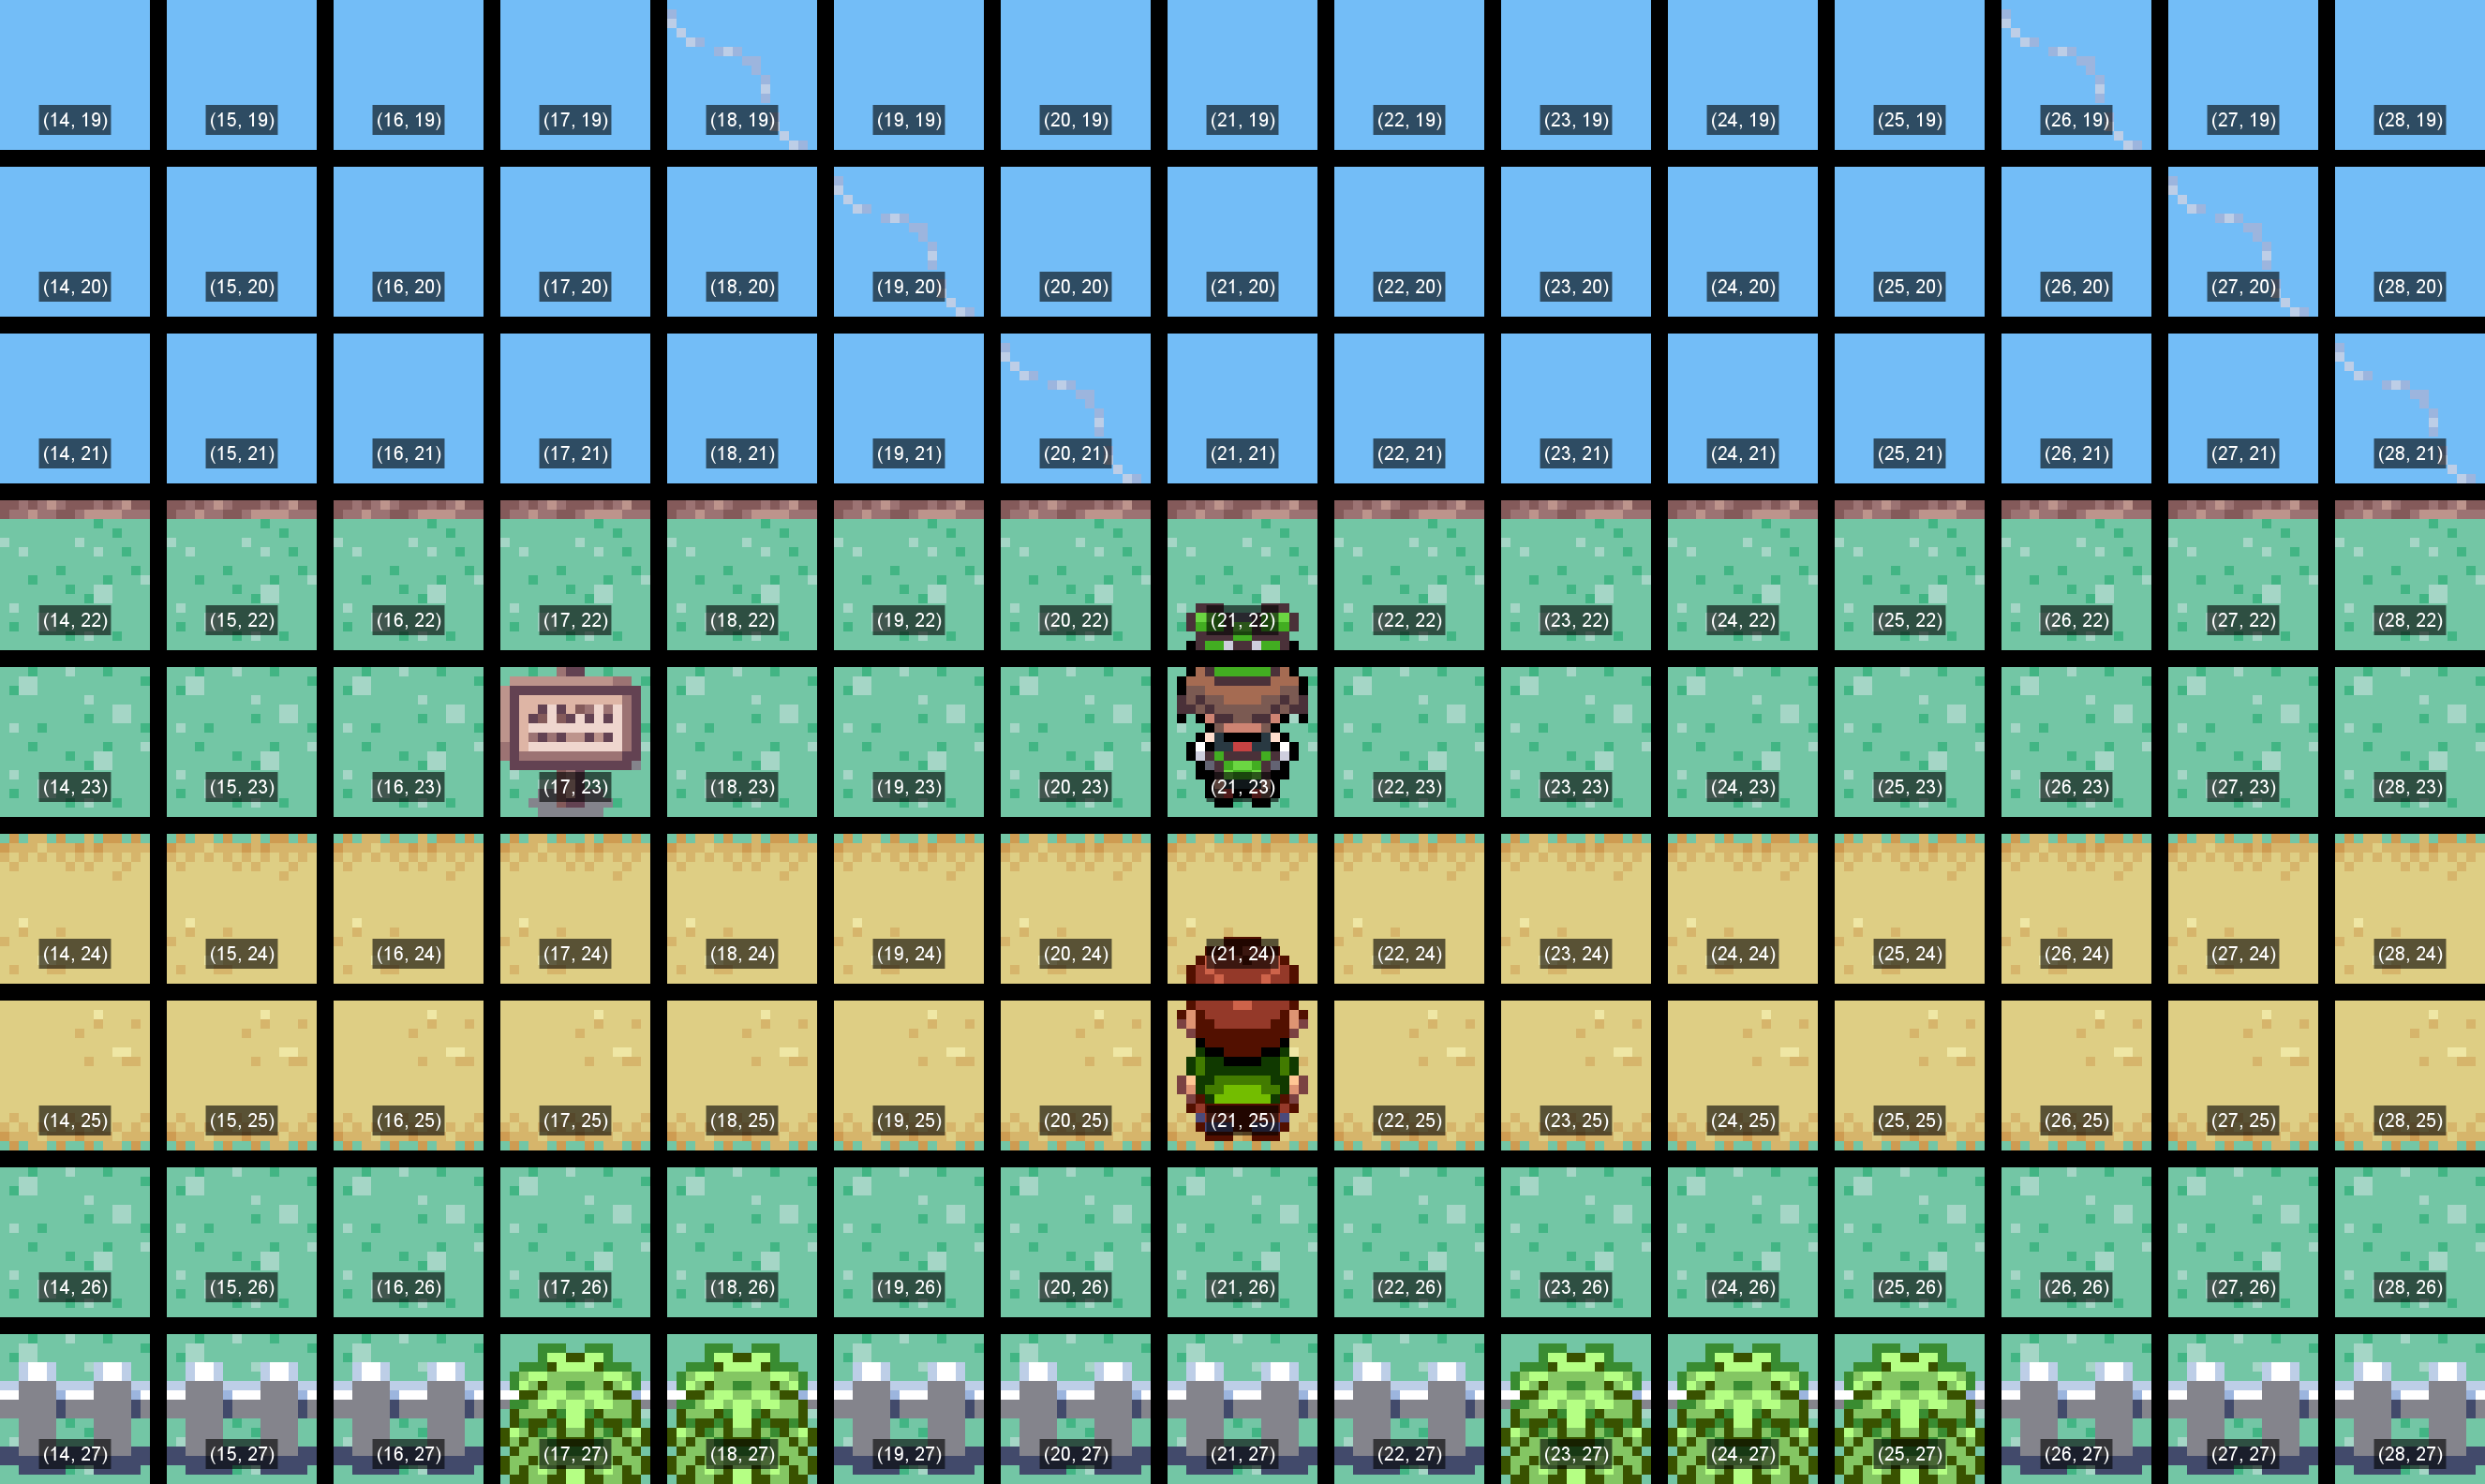 (14, 19) (15, 19) (16, 19) (17, 19) (18, 19) (19, 19) (20, 19) (21, 19) (22, 19) (23, 19) (24, 19) (25, 19) (26, 19) (27, 19) (28, 19)
(14, 20) (15, 20) (16, 20) (17, 20) (18, 20) (19, 20) (20, 20) (21, 20) (22, 20) (23, 20) (24, 20) (25, 20) (26, 20) (27, 20) (28, 20)
(14, 21) (15, 21) (16, 21) (17, 21) (18, 21) (19, 21) (20, 21) (21, 21) (22, 21) (23, 21) (24, 21) (25, 21) (26, 21) (27, 21) (28, 21)
(14, 22) (15, 22) (16, 22) (17, 22) (18, 22) (19, 22) (20, 22) (21, 22) (22, 22) (23, 22) (24, 22) (25, 22) (26, 22) (27, 22) (28, 22)
(14, 23) (15, 23) (16, 23) (17, 23) (18, 23) (19, 23) (20, 23) (21, 23) (22, 23) (23, 23) (24, 23) (25, 23) (26, 23) (27, 23) (28, 23)
(14, 24) (15, 24) (16, 24) (17, 24) (18, 24) (19, 24) (20, 24) (21, 24) (22, 24) (23, 24) (24, 24) (25, 24) (26, 24) (27, 24) (28, 24)
(14, 25) (15, 25) (16, 25) (17, 25) (18, 25) (19, 25) (20, 25) (21, 25) (22, 25) (23, 25) (24, 25) (25, 25) (26, 25) (27, 25) (28, 25)
(14, 26) (15, 26) (16, 26) (17, 26) (18, 26) (19, 26) (20, 26) (21, 26) (22, 26) (23, 26) (24, 26) (25, 26) (26, 26) (27, 26) (28, 26)
(14, 27) (15, 27) (16, 27) (17, 27) (18, 27) (19, 27) (20, 27) (21, 27) (22, 27) (23, 27) (24, 27) (25, 27) (26, 27) (27, 27) (28, 27)